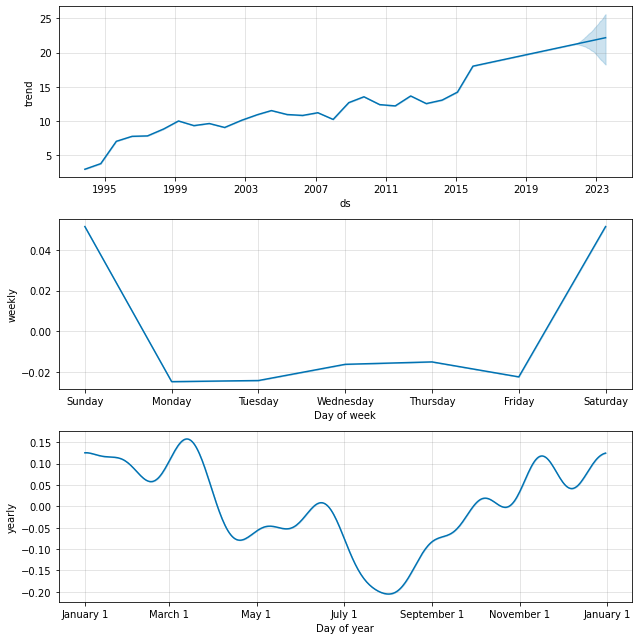 25
20
15
10
5
trend
1995 1999 2003 2007 2011 2015 2019 2023
ds
0.04
0.02
0.00
−0.02
weekly
Sunday Monday Tuesday Wednesday Thursday Friday Saturday
Day of week
0.15
0.10
0.05
0.00
−0.05
−0.10
−0.15
−0.20
yearly
January 1 March 1 May 1 July 1 September 1 November 1 January 1
Day of year